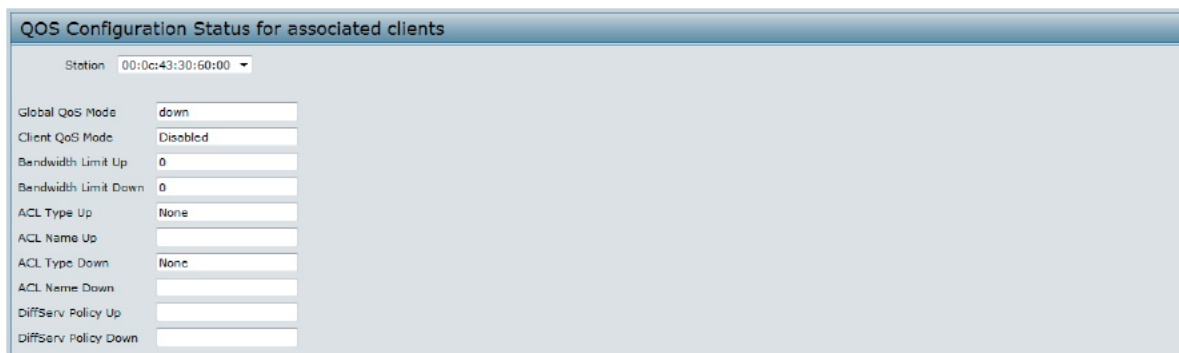 QOS Configuration Status for associated clients
Station 00:0c:43:30:60:00
Global QoS Mode down
Client QoS Mode Disabled
Bandwidth Limit Up 0
Bandwidth Limit Down 0
ACL Type Up None
ACL Name Up
ACL Type Down None
ACL Name Down
DiffServ Policy Up
DiffServ Policy Down